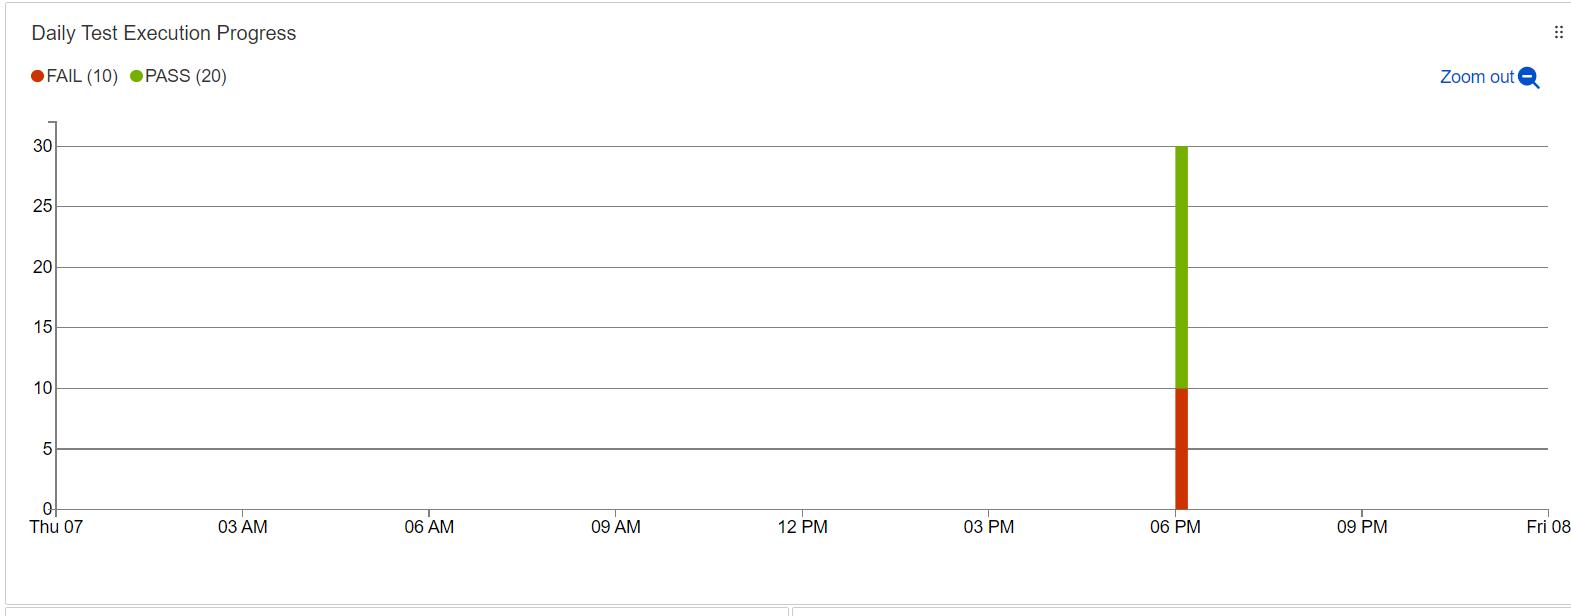 Daily Test Execution Progress
FAIL (10) PASS (20)
Zoom out
30
25
20
15
10
5
0
Thu 07 03 AM 06 AM 09 AM 12 PM 03 PM 06 PM 09 PM Fri 08